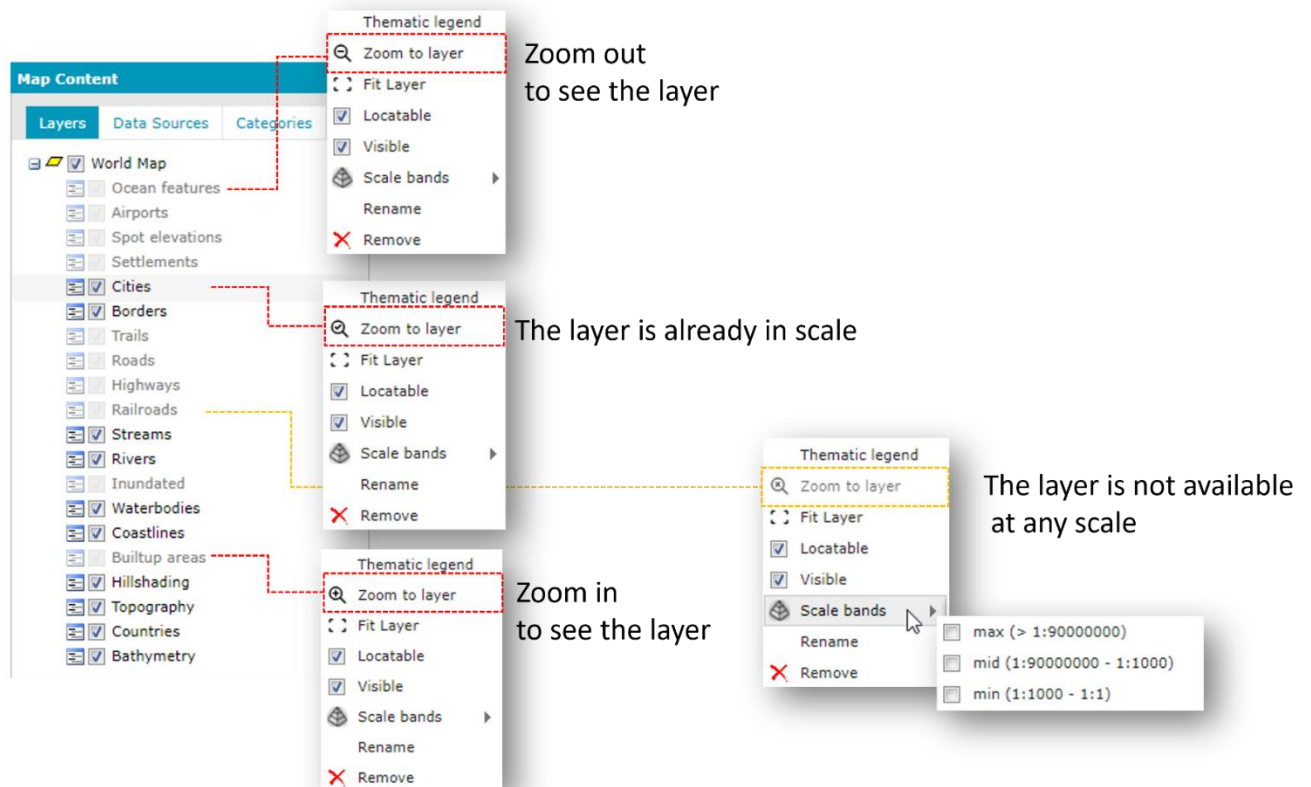 Map Content
Layers Data Sources Categories
World Map
Ocean features
Airports
Spot elevations
Settlements
Cities
Borders
Trails
Roads
Highways
Railroads
Streams
Rivers
Inundated
Waterbodies
Coastlines
Builtup areas
Hillshading
Topography
Countries
Bathymetry
Thematic legend
Zoom to layer
Fit Layer
Locatable
Visible
Scale bands
Rename
Remove
Zoom out
to see the layer
Thematic legend
Zoom to layer
Fit Layer
Locatable
Visible
Scale bands
Rename
Remove
The layer is already in scale
Thematic legend
Zoom to layer
Fit Layer
Locatable
Visible
Scale bands
Rename
Remove
Zoom in
to see the layer
Thematic legend
Zoom to layer
Fit Layer
Locatable
Visible
Scale bands
Rename
Remove
The layer is not available
at any scale
max (> 1:90000000)
mid (1:90000000 - 1:1000)
min (1:1000 - 1:1)